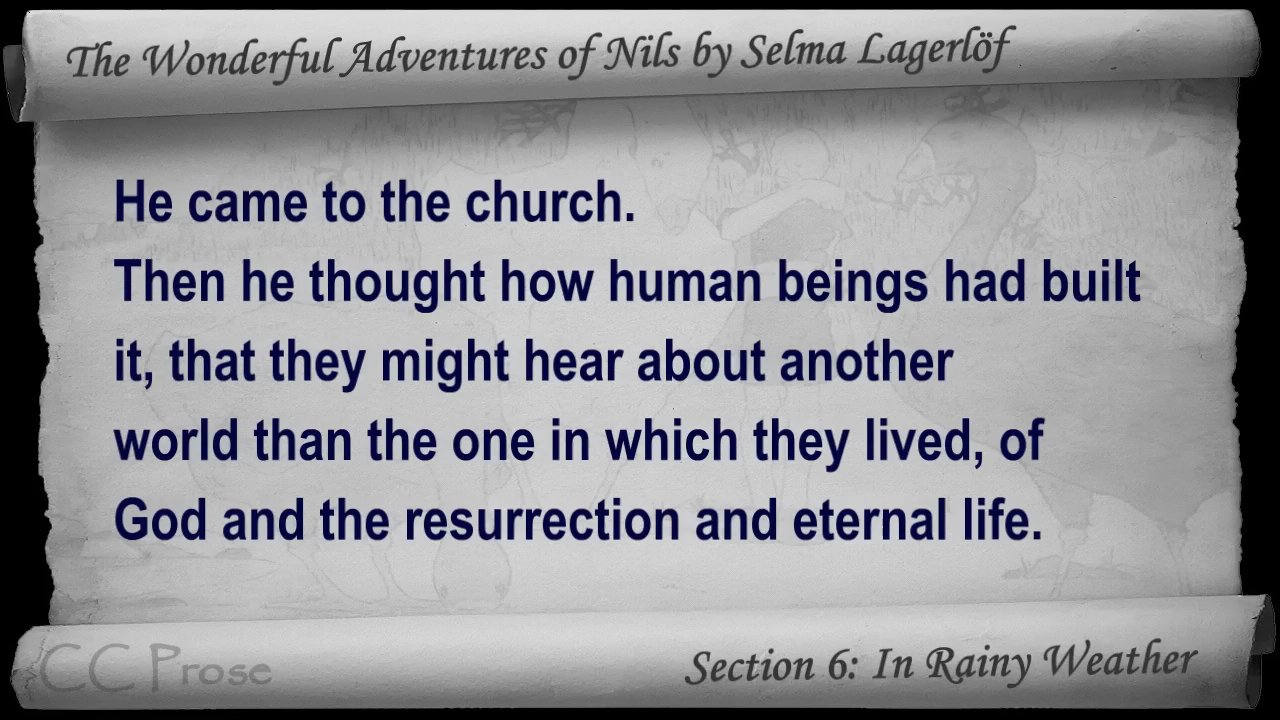 The Wonderful Adventures of Nils by Selma Lagerlöf
He came to the church.
Then he thought how human beings had built
it, that they might hear about another
world than the one in which they lived, of
God and the resurrection and eternal life.
CC Prose
Section 6: In Rainy Weather